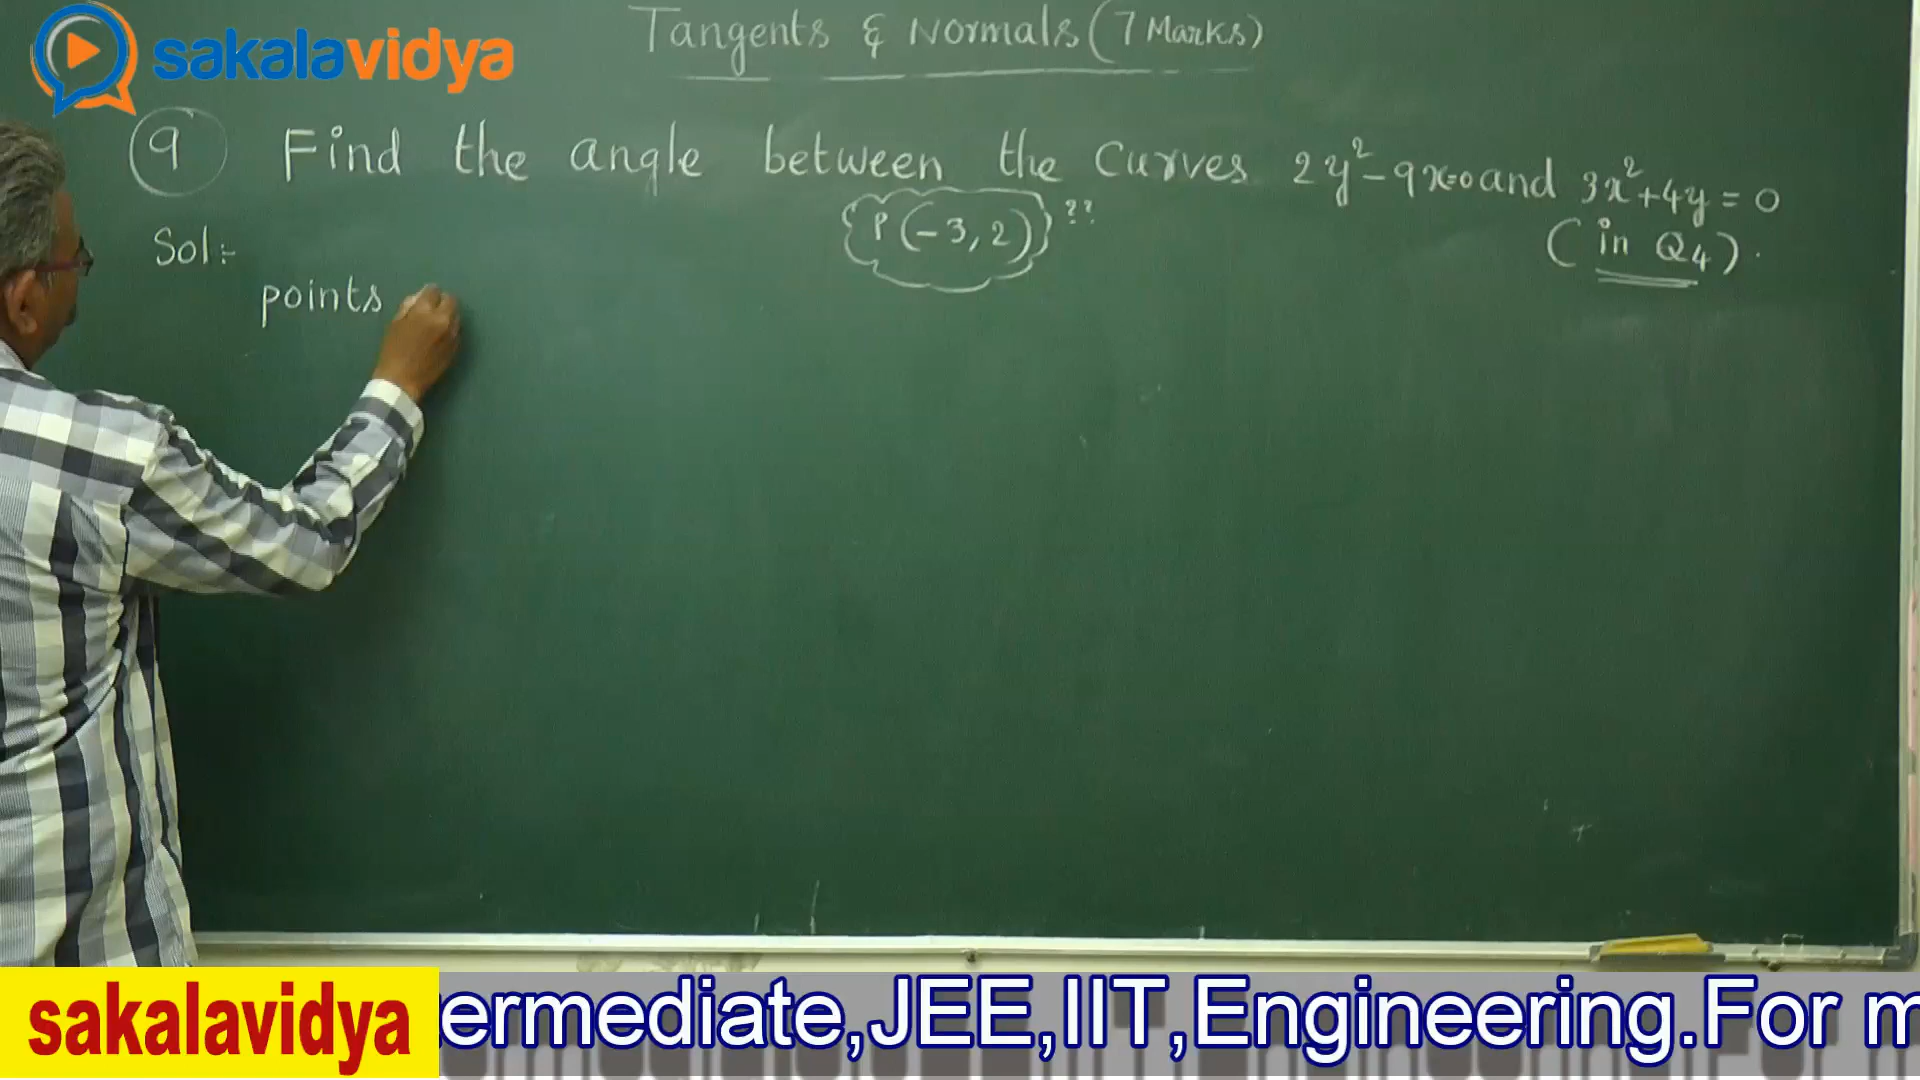 sakalavidya
Tangents & Normals (7 Marks)
9 Find the angle between the curves 2y²-9x=0 and 3x²+4y=0
{P(-3,2)}?? (in Q4).
Sol:-
points
sakalavidya
termediate,JEE,IIT,Engineering.For m